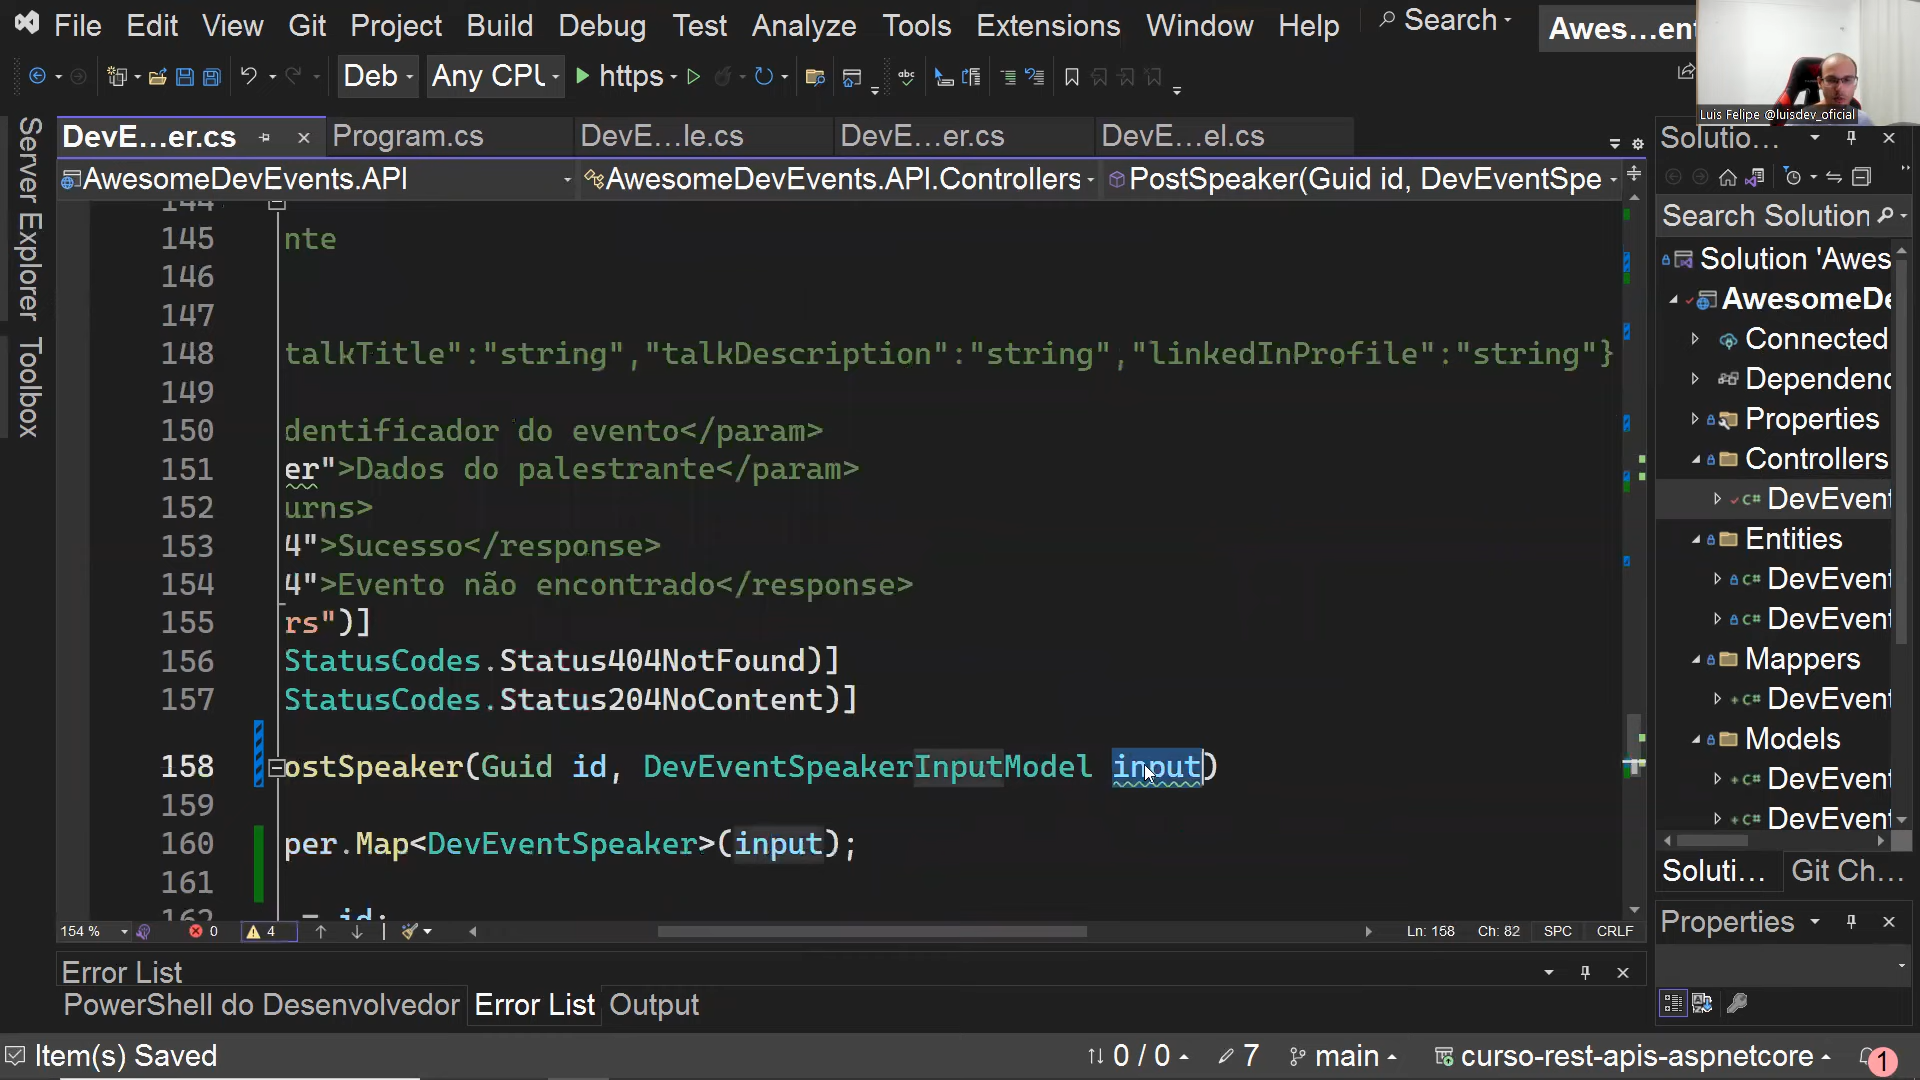 File Edit View Git Project Build Debug Test Analyze Tools Extensions Window Help Search Awes...ent
Deb Any CPU https
Luis Felipe @luisdev_oficial
DevE...er.cs Program.cs DevE...le.cs DevE...er.cs DevE...el.cs
AwesomeDevEvents.API AwesomeDevEvents.API.Controllers PostSpeaker(Guid id, DevEventSpe
Server Explorer
Toolbox
144
145 nte
146
147
148 talkTitle":"string","talkDescription":"string","linkedInProfile":"string"}
149
150 dentificador do evento</param>
151 er">Dados do palestrante</param>
152 urns>
153 4">Sucesso</response>
154 4">Evento não encontrado</response>
155 rs")]
156 StatusCodes.Status404NotFound)]
157 StatusCodes.Status204NoContent)]
158 ostSpeaker(Guid id, DevEventSpeakerInputModel input)
159
160 per.Map<DevEventSpeaker>(input);
161
162 = id;
154 % 0 4 Ln: 158 Ch: 82 SPC CRLF
Error List
PowerShell do Desenvolvedor Error List Output
Solutio...
Search Solution
Solution 'Awes
AwesomeDe
Connected
Dependenc
Properties
Controllers
C# DevEvent
Entities
C# DevEvent
C# DevEvent
Mappers
C# DevEvent
Models
C# DevEvent
C# DevEvent
Soluti... Git Ch...
Properties
Item(s) Saved 0 / 0 7 main curso-rest-apis-aspnetcore 1